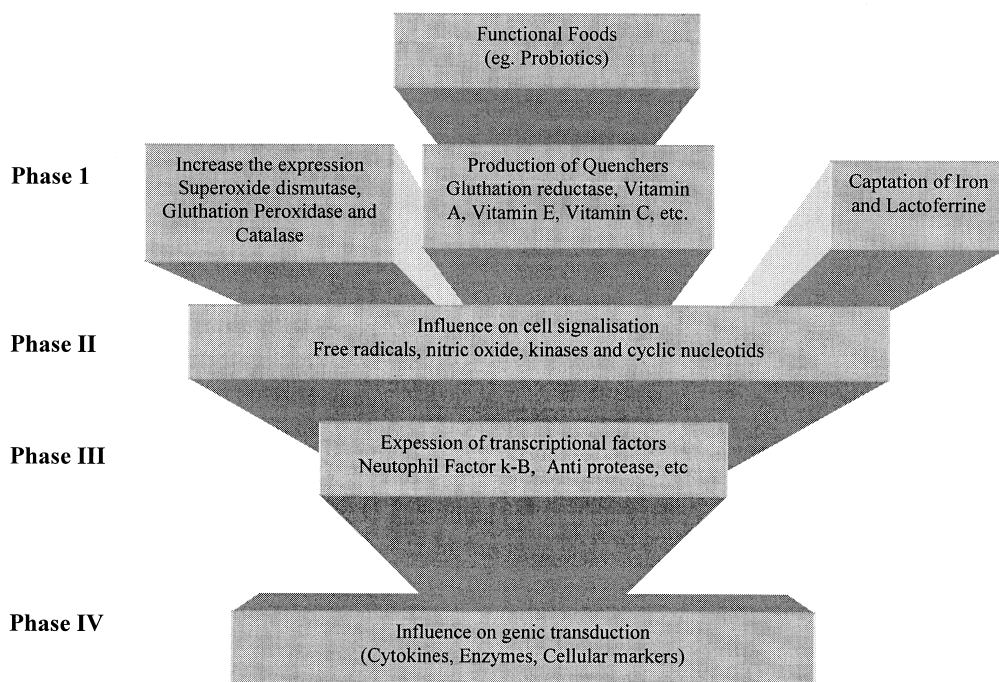 Functional Foods
(eg. Probiotics)
Phase 1
Increase the expression
Superoxide dismutase,
Gluthation Peroxidase and
Catalase
Production of Quenchers
Gluthation reductase, Vitamin
A, Vitamin E, Vitamin C, etc.
Captation of Iron
and Lactoferrine
Phase II
Influence on cell signalisation
Free radicals, nitric oxide, kinases and cyclic nucleotids
Phase III
Expession of transcriptional factors
Neutophil Factor k-B, Anti protease, etc
Phase IV
Influence on genic transduction
(Cytokines, Enzymes, Cellular markers)